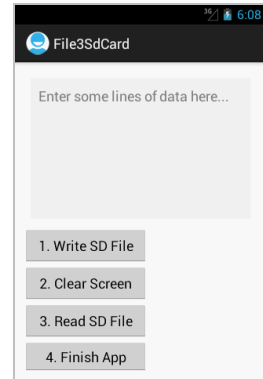 3G 6:08
File3SdCard
Enter some lines of data here...
1. Write SD File
2. Clear Screen
3. Read SD File
4. Finish App